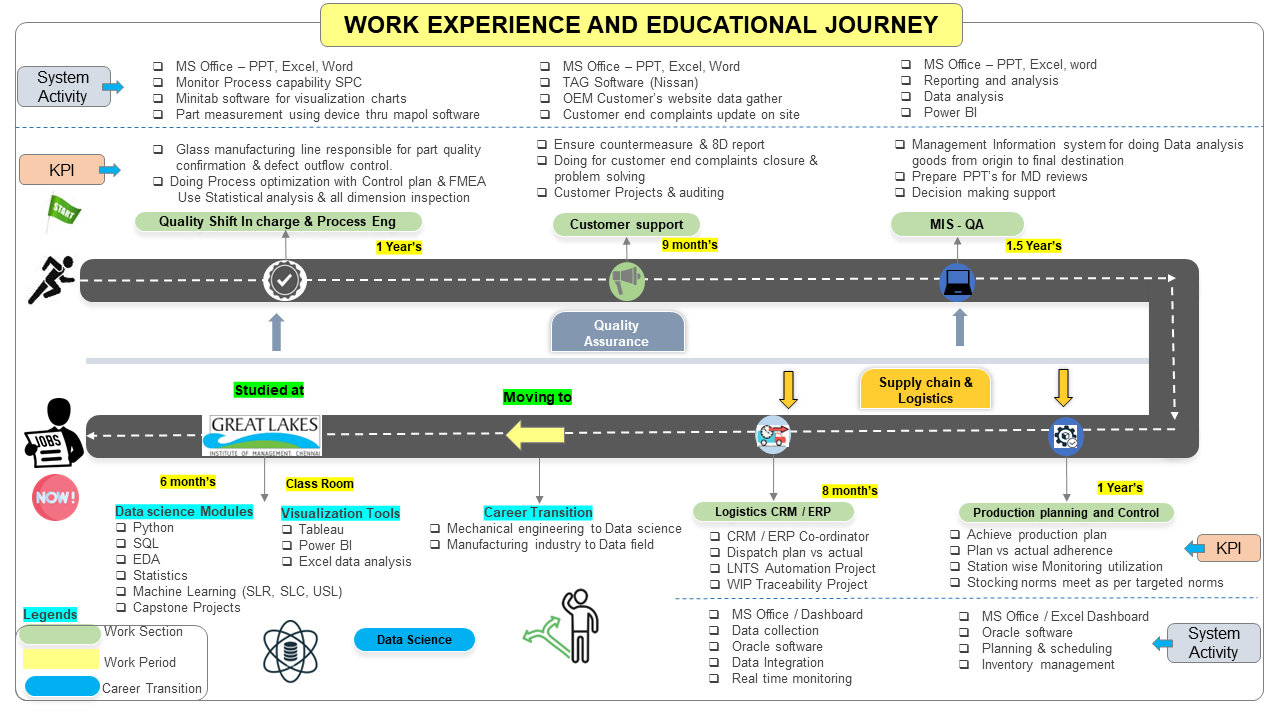 WORK EXPERIENCE AND EDUCATIONAL JOURNEY
System
Activity
MS Office – PPT, Excel, Word
Monitor Process capability SPC
Minitab software for visualization charts
Part measurement using device thru mapol software
MS Office – PPT, Excel, Word
TAG Software (Nissan)
OEM Customer's website data gather
Customer end complaints update on site
MS Office – PPT, Excel, word
Reporting and analysis
Data analysis
Power BI
KPI
Glass manufacturing line responsible for part quality
confirmation & defect outflow control.
Doing Process optimization with Control plan & FMEA
Use Statistical analysis & all dimension inspection
Ensure countermeasure & 8D report
Doing for customer end complaints closure &
problem solving
Customer Projects & auditing
Management Information system for doing Data analysis
goods from origin to final destination
Prepare PPT's for MD reviews
Decision making support
START
Quality Shift In charge & Process Eng
1 Year's
Customer support
9 month's
MIS - QA
1.5 Year's
Quality
Assurance
Supply chain &
Logistics
Studied at
Moving to
JOBS
GREAT LAKES
INSTITUTE OF MANAGEMENT, CHENNAI
NOW!
6 month's
Class Room
8 month's
1 Year's
Data science Modules
Python
SQL
EDA
Statistics
Machine Learning (SLR, SLC, USL)
Capstone Projects
Visualization Tools
Tableau
Power BI
Excel data analysis
Career Transition
Mechanical engineering to Data science
Manufacturing industry to Data field
Logistics CRM / ERP
CRM / ERP Co-ordinator
Dispatch plan vs actual
LNTS Automation Project
WIP Traceability Project
Production planning and Control
Achieve production plan
Plan vs actual adherence
Station wise Monitoring utilization
Stocking norms meet as per targeted norms
KPI
MS Office / Dashboard
Data collection
Oracle software
Data Integration
Real time monitoring
MS Office / Excel Dashboard
Oracle software
Planning & scheduling
Inventory management
System
Activity
Legends
Work Section
Work Period
Career Transition
Data Science